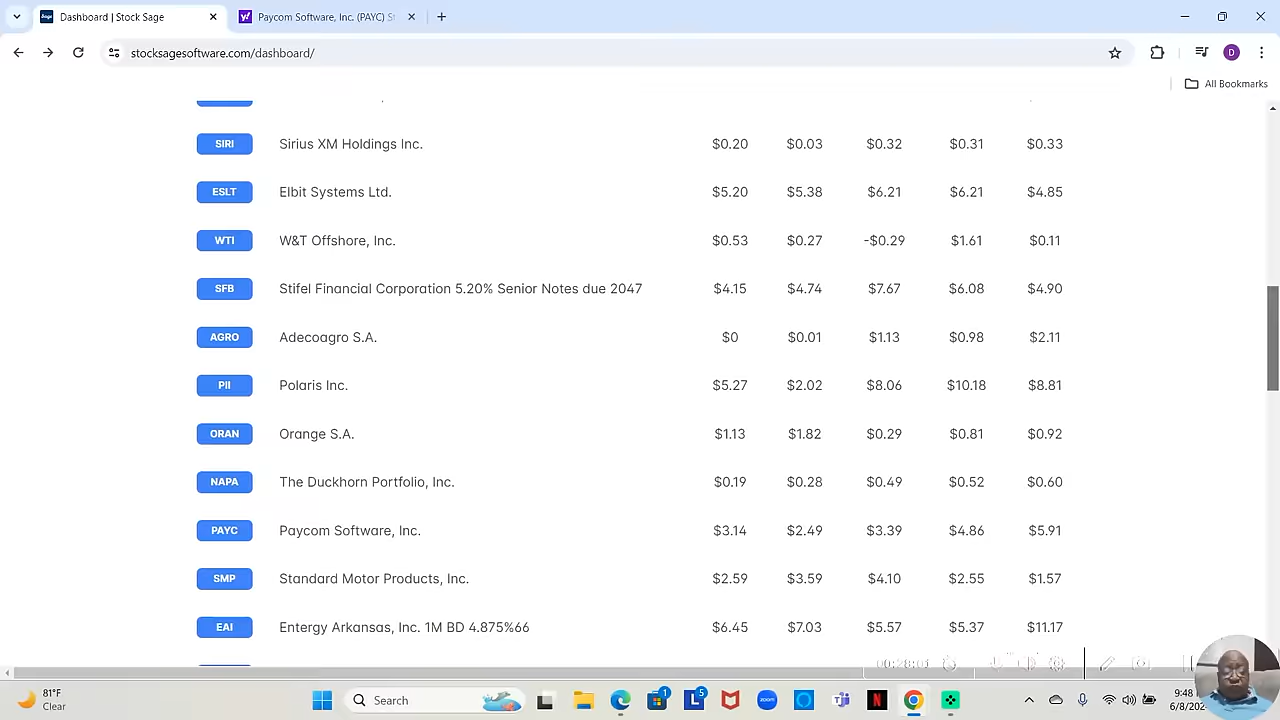 Dashboard | Stock Sage
Paycom Software, Inc. (PAYC) St
stocksagesoftware.com/dashboard/
D
All Bookmarks
SIRI Sirius XM Holdings Inc. $0.20 $0.03 $0.32 $0.31 $0.33
ESLT Elbit Systems Ltd. $5.20 $5.38 $6.21 $6.21 $4.85
WTI W&T Offshore, Inc. $0.53 $0.27 -$0.29 $1.61 $0.11
SFB Stifel Financial Corporation 5.20% Senior Notes due 2047 $4.15 $4.74 $7.67 $6.08 $4.90
AGRO Adecoagro S.A. $0 $0.01 $1.13 $0.98 $2.11
PII Polaris Inc. $5.27 $2.02 $8.06 $10.18 $8.81
ORAN Orange S.A. $1.13 $1.82 $0.29 $0.81 $0.92
NAPA The Duckhorn Portfolio, Inc. $0.19 $0.28 $0.49 $0.52 $0.60
PAYC Paycom Software, Inc. $3.14 $2.49 $3.39 $4.86 $5.91
SMP Standard Motor Products, Inc. $2.59 $3.59 $4.10 $2.55 $1.57
EAI Entergy Arkansas, Inc. 1M BD 4.875%66 $6.45 $7.03 $5.57 $5.37 $11.17
81°F
Clear
Search
9:48
6/8/202